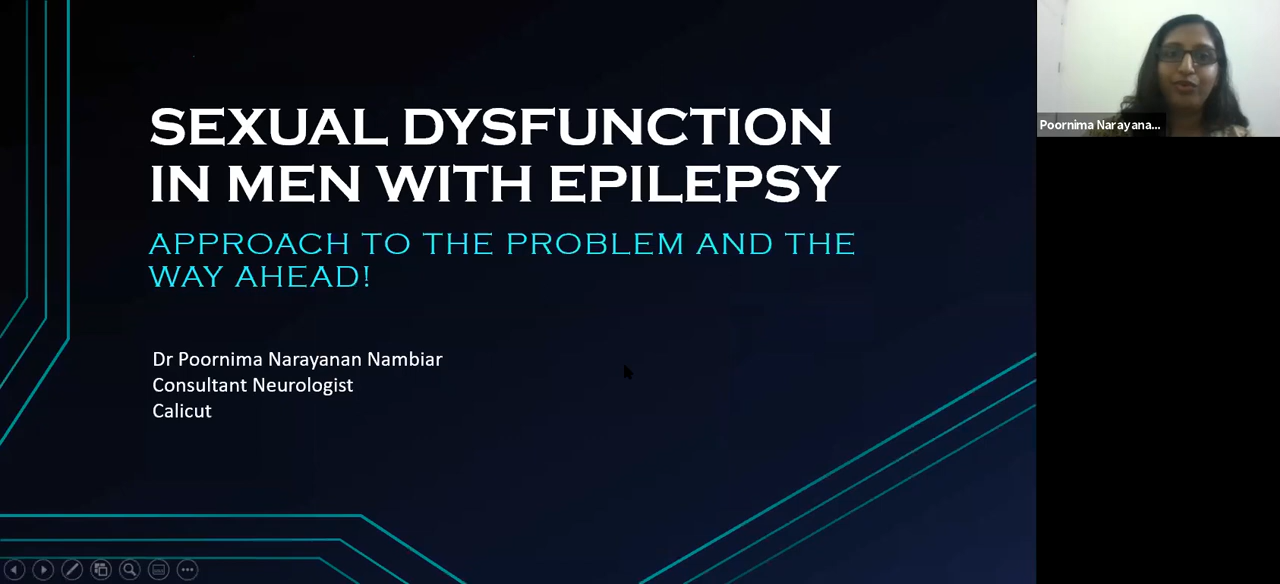 SEXUAL DYSFUNCTION
IN MEN WITH EPILEPSY
APPROACH TO THE PROBLEM AND THE
WAY AHEAD!
Dr Poornima Narayanan Nambiar
Consultant Neurologist
Calicut
Poornima Narayana...